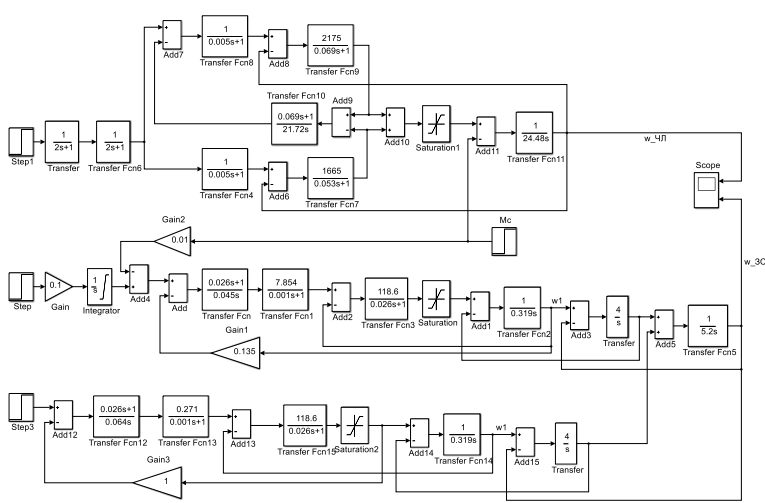 1
0.005s+1
Transfer Fcn8
Add7
Add8
2175
0.069s+1
Transfer Fcn9
Transfer Fcn10
0.069s+1
21.72s
Add9
Add10
Saturation1
Add11
1
24.48s
Transfer Fcn11
w_ЧЛ
Scope
Step1
1
2s+1
Transfer
1
2s+1
Transfer Fcn6
1
0.005s+1
Transfer Fcn4
Add6
1665
0.053s+1
Transfer Fcn7
Gain2
0.01
Mc
w_ЗС
Step
0.1
Gain
1
s
Integrator
Add4
Add
0.026s+1
0.045s
Transfer Fcn
7.854
0.001s+1
Transfer Fcn1
Add2
118.6
0.026s+1
Transfer Fcn3
Saturation
Add1
1
0.319s
Transfer Fcn2
w1
Add3
4
s
Transfer
Add5
1
5.2s
Transfer Fcn5
Gain1
0.135
Step3
Add12
0.026s+1
0.064s
Transfer Fcn12
0.271
0.001s+1
Transfer Fcn13
Add13
118.6
0.026s+1
Transfer Fcn15
Saturation2
Add14
1
0.319s
Transfer Fcn14
w1
Add15
4
s
Transfer
Gain3
1